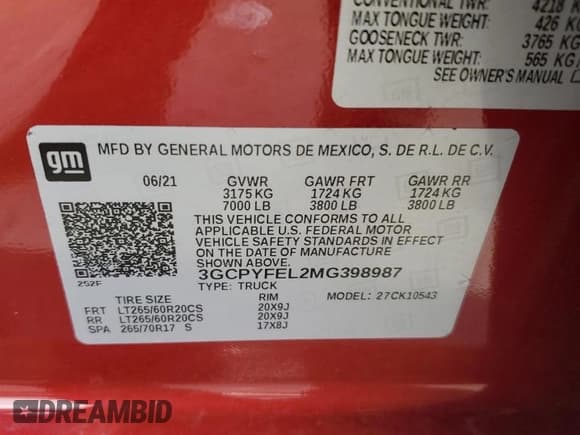 CONVENTIONAL TWR: 4218 KG
MAX TONGUE WEIGHT: 426 KG
GOOSENECK TWR: 3765 KG
MAX TONGUE WEIGHT: 565 KG/
SEE OWNER'S MANUAL
gm
MFD BY GENERAL MOTORS DE MEXICO, S. DE R.L. DE C.V.
06/21 GVWR GAWR FRT GAWR RR
3175 KG 1724 KG 1724 KG
7000 LB 3800 LB 3800 LB
THIS VEHICLE CONFORMS TO ALL
APPLICABLE U.S. FEDERAL MOTOR
VEHICLE SAFETY STANDARDS IN EFFECT
ON THE DATE OF MANUFACTURE
SHOWN ABOVE.
3GCPYFEL2MG398987
252F
TYPE: TRUCK MODEL: 27CK10543
TIRE SIZE RIM
FRT LT265/60R20CS 20X9J
RR LT265/60R20CS 20X9J
SPA 265/70R17 S 17X8J
DREAMBID